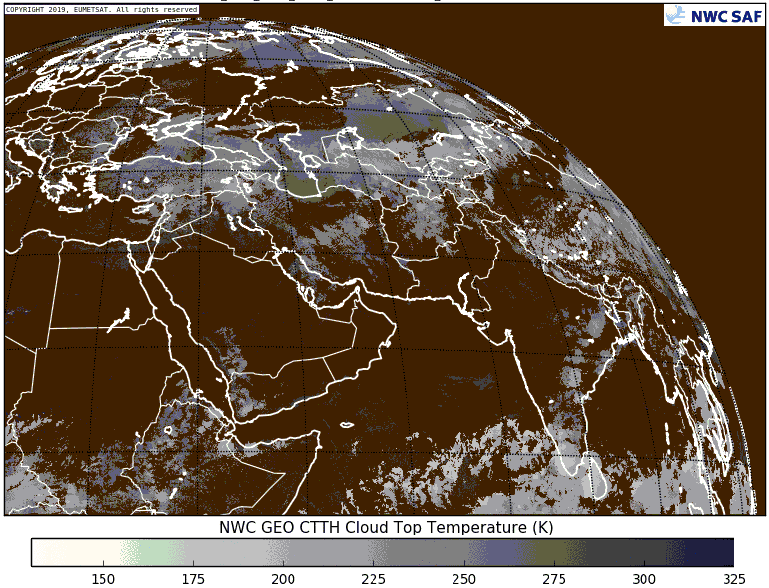 COPYRIGHT 2019, EUMETSAT. All rights reserved
NWC SAF
NWC GEO CTTH Cloud Top Temperature (K)
150 175 200 225 250 275 300 325